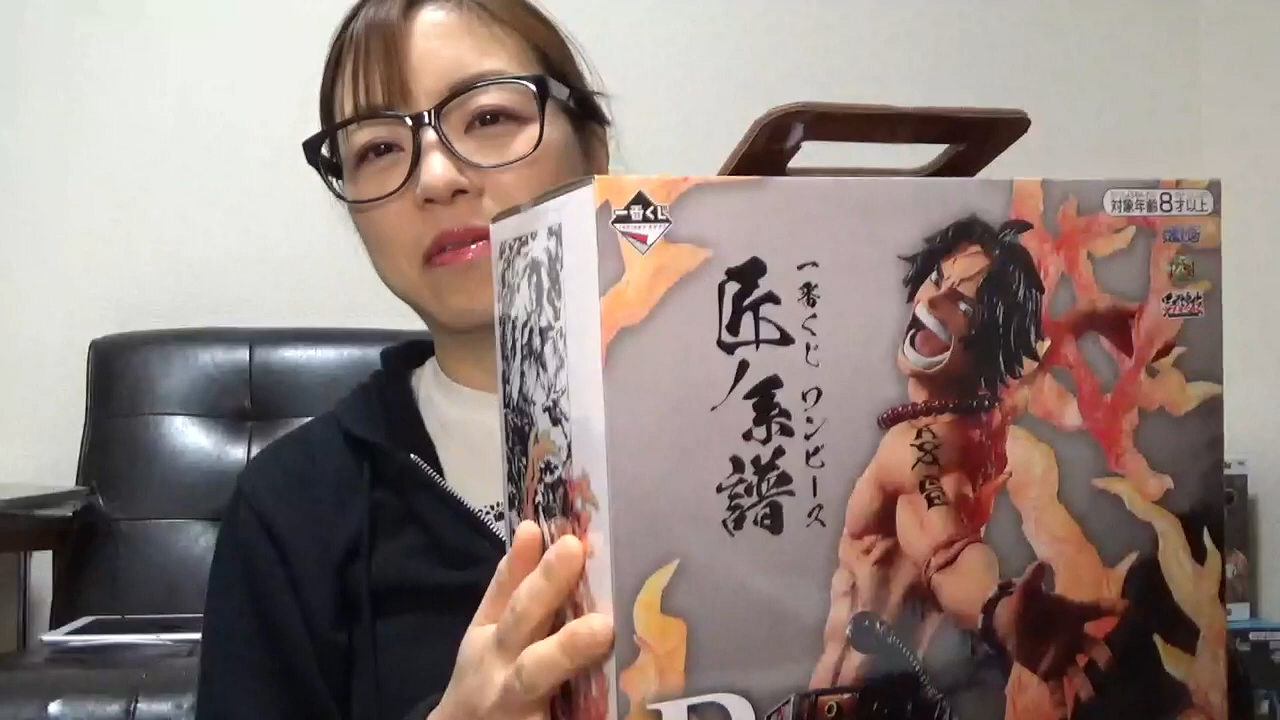 一番くじ
対象年齢8才以上
一番くじ ワンピース
匠ノ系譜